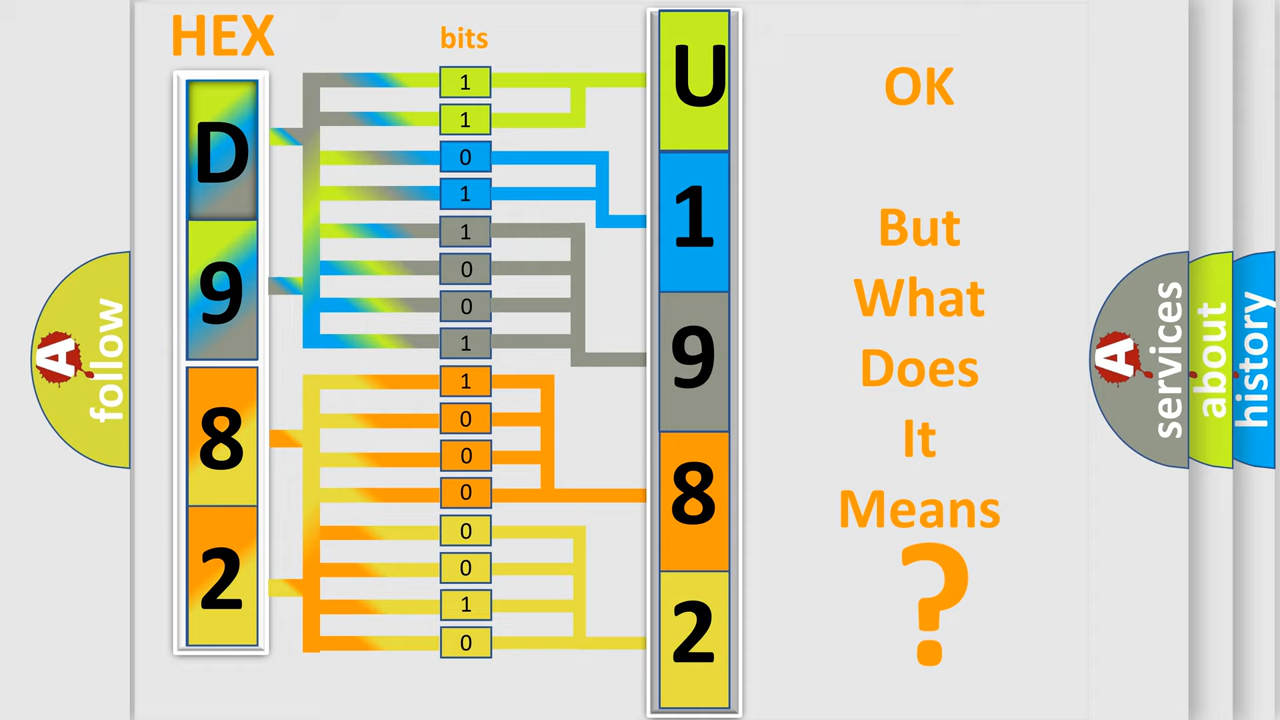 HEX
bits
D
9
8
2
1
1
0
1
1
0
0
1
1
0
0
0
0
0
1
0
U
1
9
8
2
OK
But
What
Does
It
Means
?
A
follow
A
services
about
history